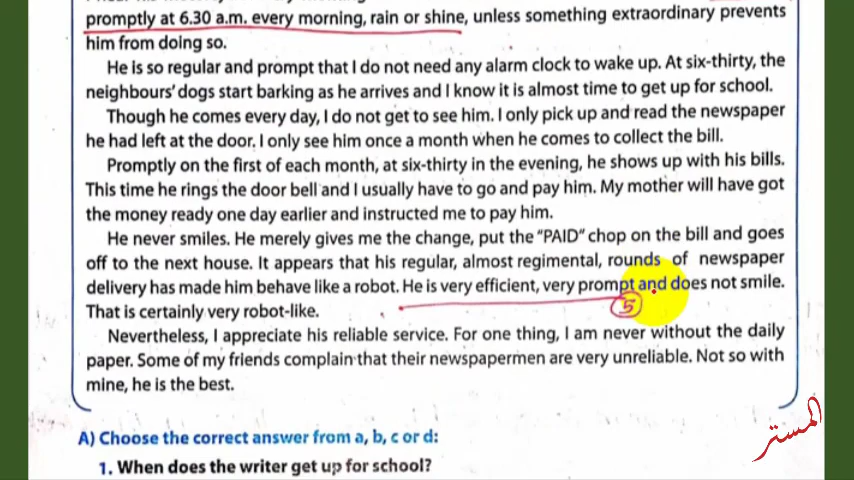 promptly at 6.30 a.m. every morning, rain or shine, unless something extraordinary prevents
him from doing so.
He is so regular and prompt that I do not need any alarm clock to wake up. At six-thirty, the
neighbours' dogs start barking as he arrives and I know it is almost time to get up for school.
Though he comes every day, I do not get to see him. I only pick up and read the newspaper
he had left at the door. I only see him once a month when he comes to collect the bill.
Promptly on the first of each month, at six-thirty in the evening, he shows up with his bills.
This time he rings the door bell and I usually have to go and pay him. My mother will have got
the money ready one day earlier and instructed me to pay him.
He never smiles. He merely gives me the change, put the "PAID" chop on the bill and goes
off to the next house. It appears that his regular, almost regimental, rounds of newspaper
delivery has made him behave like a robot. He is very efficient, very prompt and does not smile.
That is certainly very robot-like.
5
Nevertheless, I appreciate his reliable service. For one thing, I am never without the daily
paper. Some of my friends complain that their newspapermen are very unreliable. Not so with
mine, he is the best.
المستر
A) Choose the correct answer from a, b, c or d:
1. When does the writer get up for school?